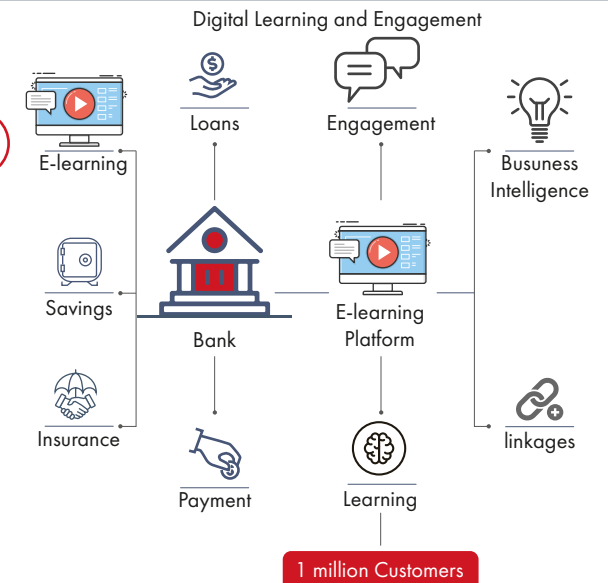 Digital Learning and Engagement
Loans
Engagement
E-learning
Busuness
Intelligence
Savings
Bank
E-learning
Platform
Insurance
linkages
Payment
Learning
1 million Customers